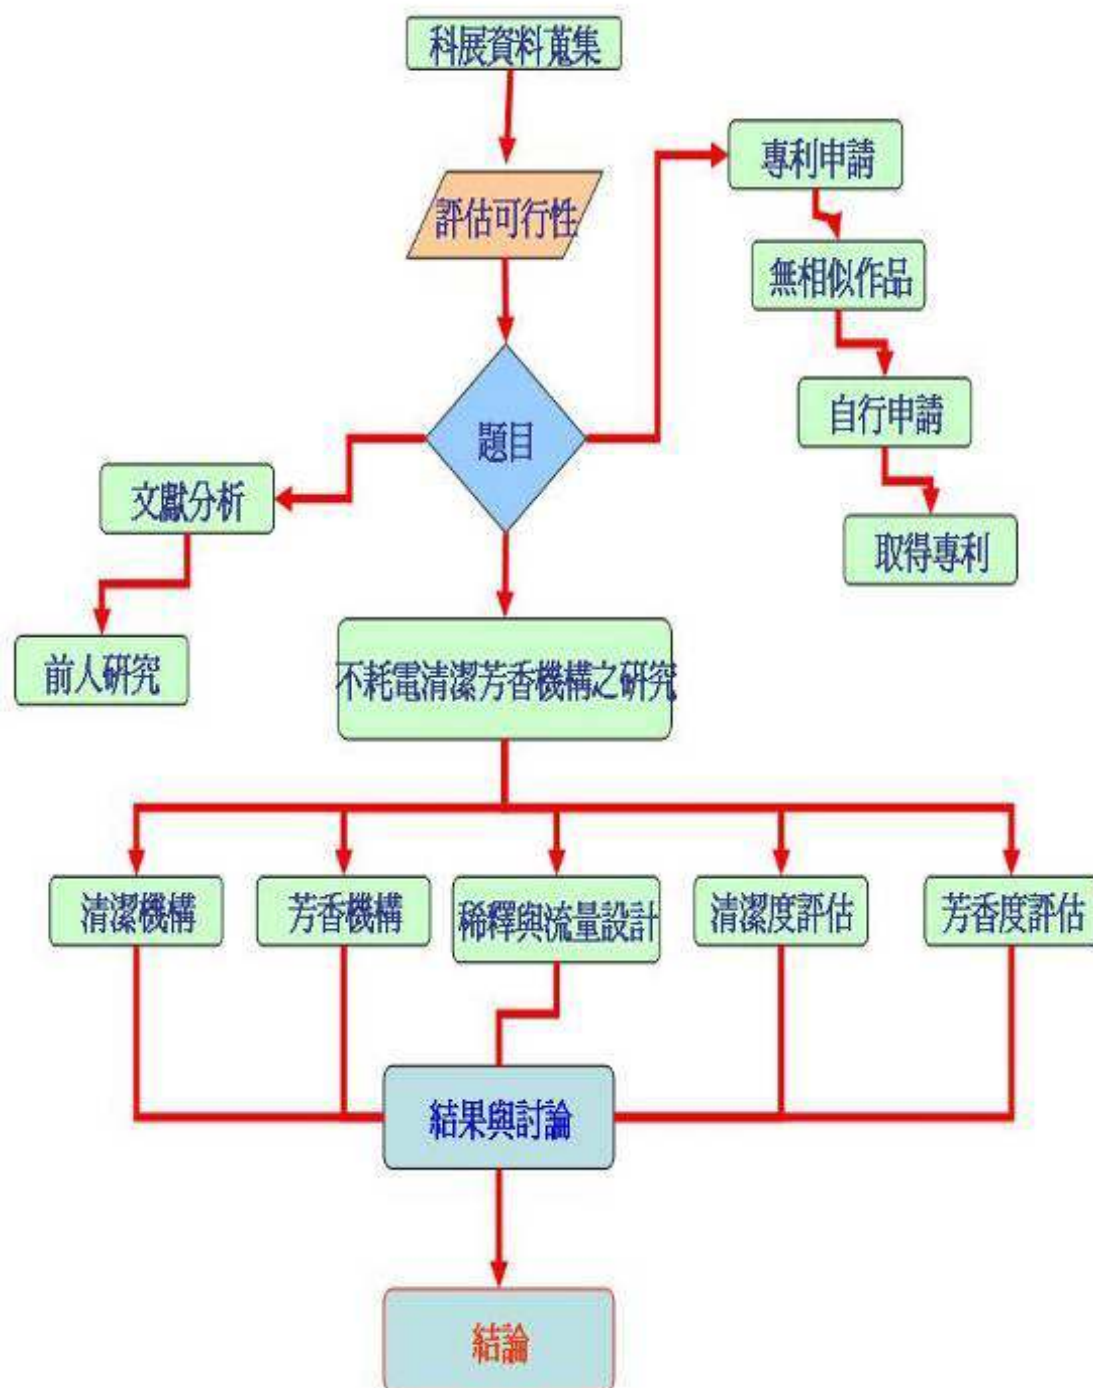 科展資料蒐集
評估可行性
專利申請
無相似作品
自行申請
取得專利
題目
文獻分析
前人研究
不耗電清潔芳香機構之研究
清潔機構
芳香機構
稀釋與流量設計
清潔度評估
芳香度評估
結果與討論
結論